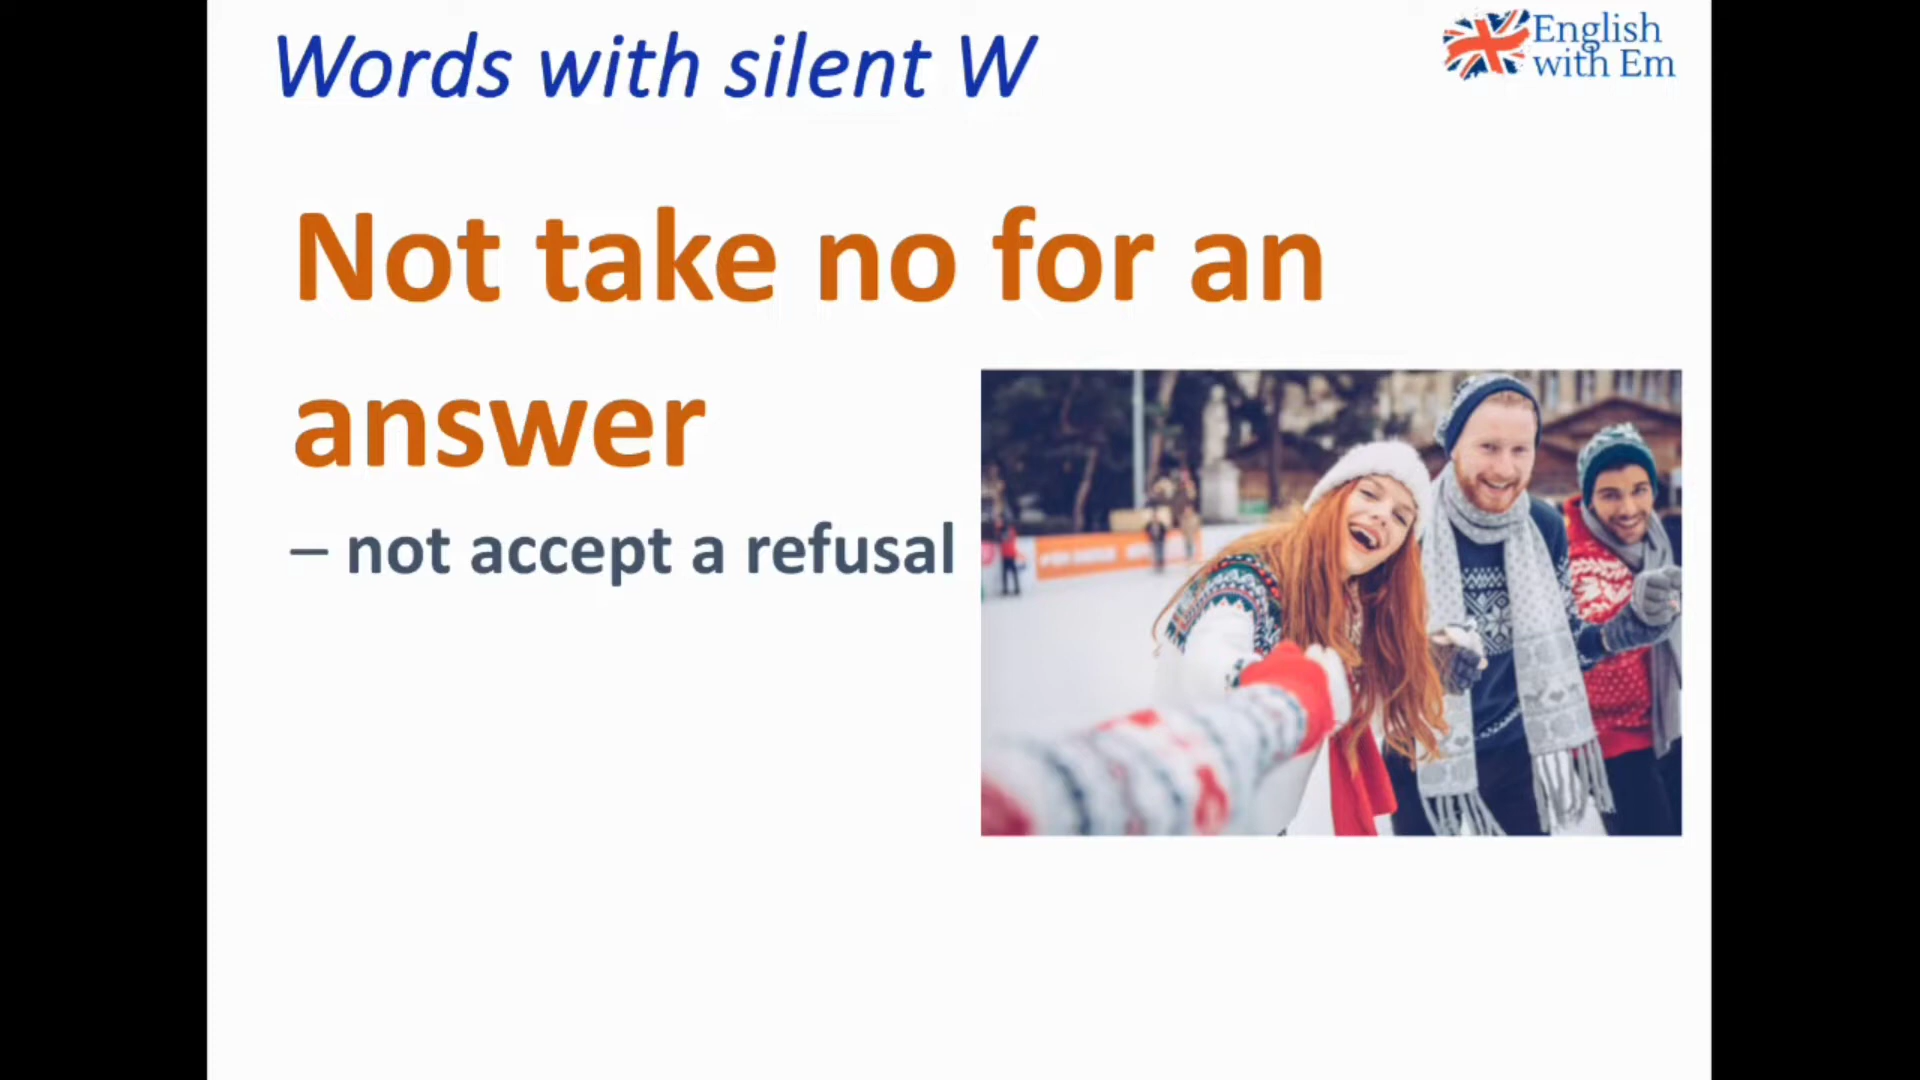 Words with silent W
English
with Em
Not take no for an
answer
– not accept a refusal